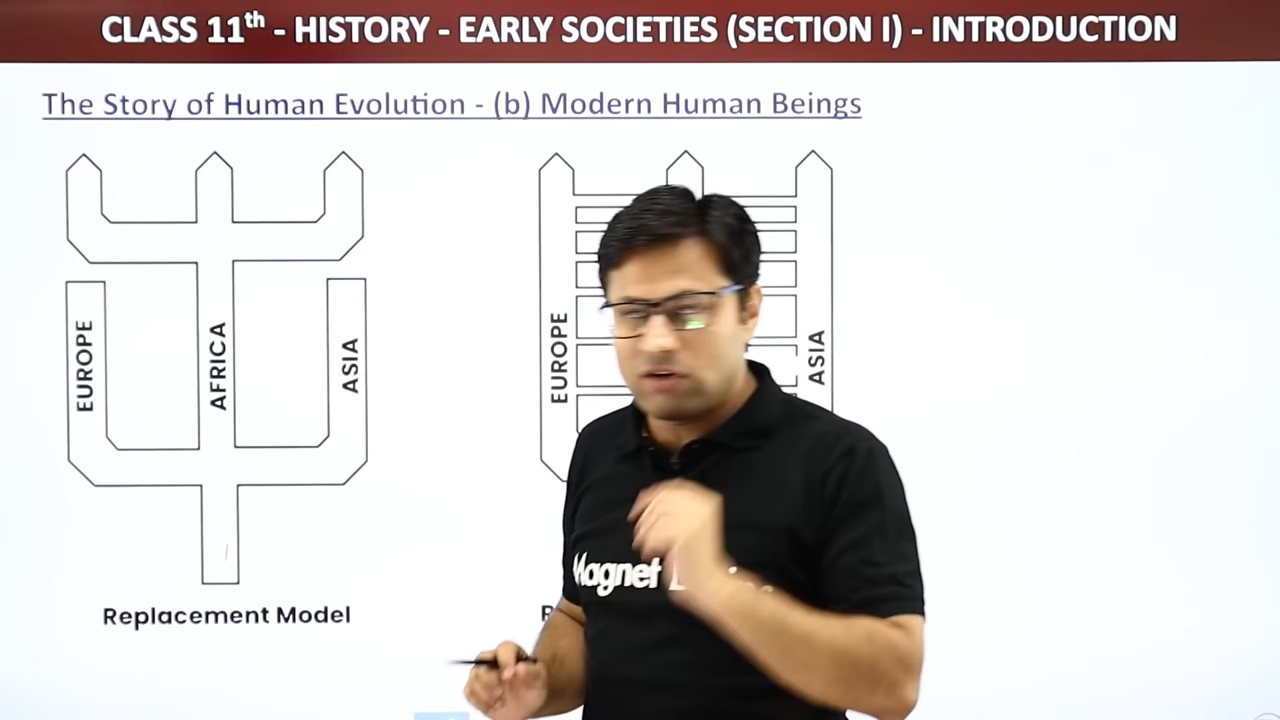 CLASS 11th - HISTORY - EARLY SOCIETIES (SECTION I) - INTRODUCTION
The Story of Human Evolution - (b) Modern Human Beings
EUROPE
AFRICA
ASIA
EUROPE
ASIA
Magnet
Replacement Model